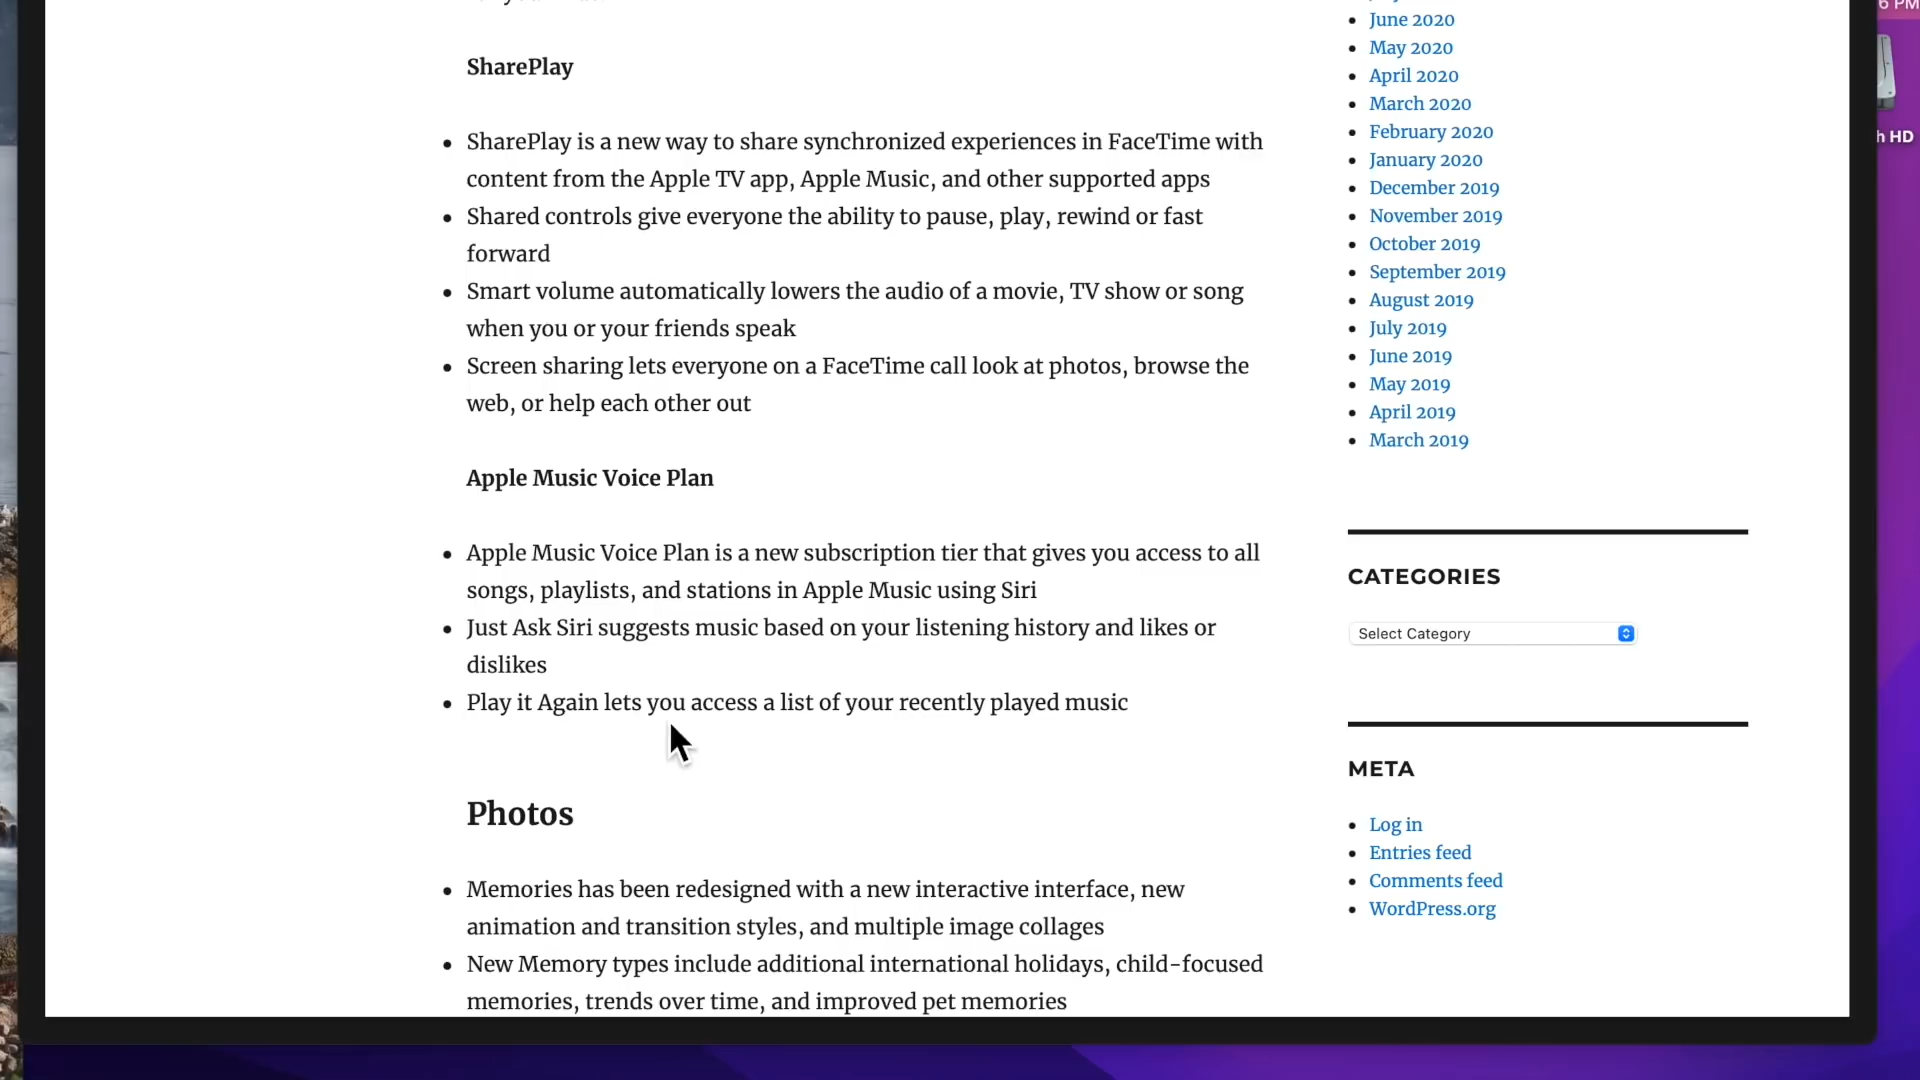 SharePlay
SharePlay is a new way to share synchronized experiences in FaceTime with
content from the Apple TV app, Apple Music, and other supported apps
Shared controls give everyone the ability to pause, play, rewind or fast
forward
Smart volume automatically lowers the audio of a movie, TV show or song
when you or your friends speak
Screen sharing lets everyone on a FaceTime call look at photos, browse the
web, or help each other out
Apple Music Voice Plan
Apple Music Voice Plan is a new subscription tier that gives you access to all
songs, playlists, and stations in Apple Music using Siri
Just Ask Siri suggests music based on your listening history and likes or
dislikes
Play it Again lets you access a list of your recently played music
Photos
Memories has been redesigned with a new interactive interface, new
animation and transition styles, and multiple image collages
New Memory types include additional international holidays, child-focused
memories, trends over time, and improved pet memories
June 2020
May 2020
April 2020
March 2020
February 2020
January 2020
December 2019
November 2019
October 2019
September 2019
August 2019
July 2019
June 2019
May 2019
April 2019
March 2019
CATEGORIES
Select Category
META
Log in
Entries feed
Comments feed
WordPress.org
6 PM
h HD